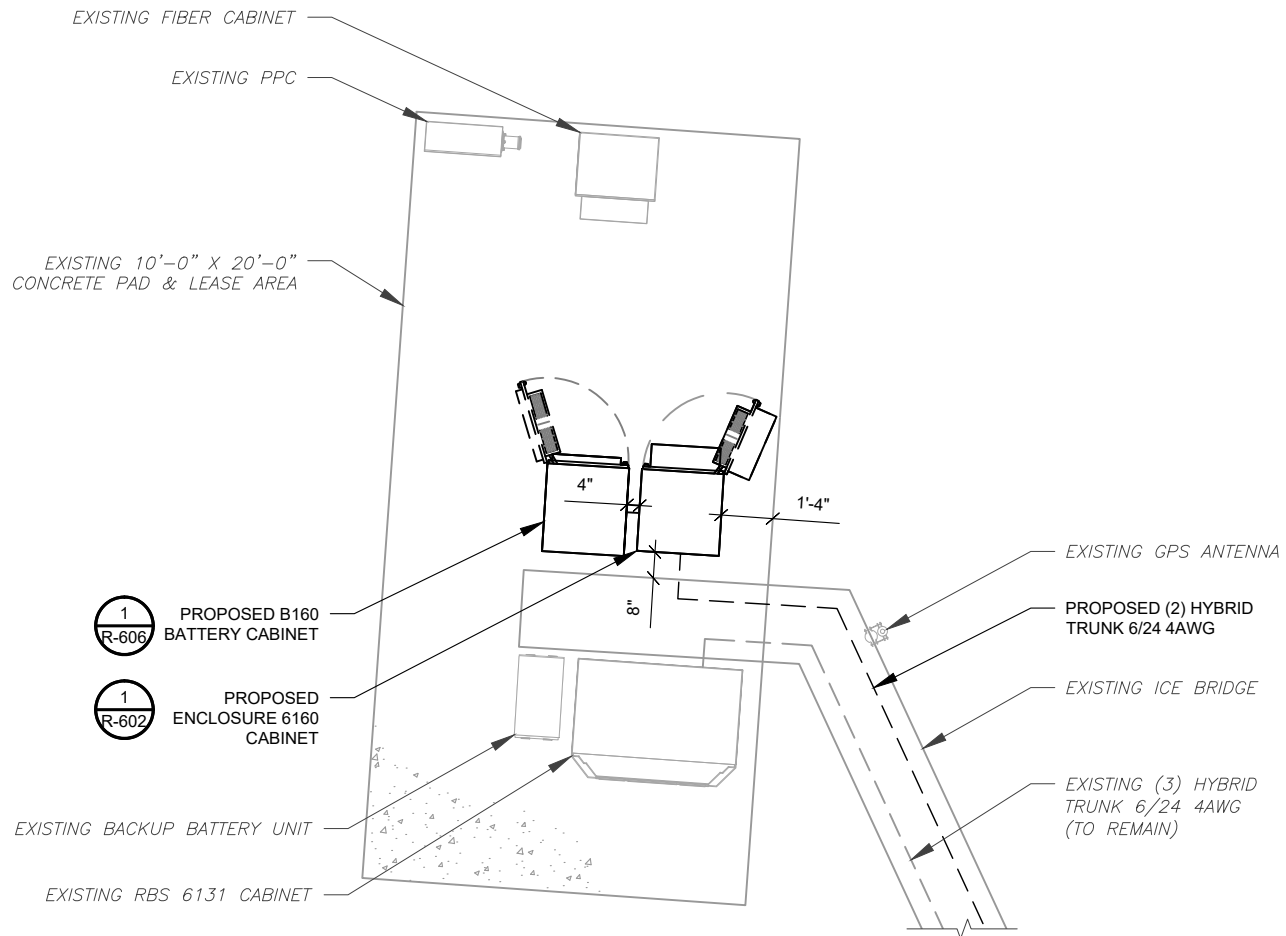 EXISTING FIBER CABINET
EXISTING PPC
EXISTING 10'-0" X 20'-0"
CONCRETE PAD & LEASE AREA
4"
1'-4"
8"
EXISTING GPS ANTENNA
PROPOSED (2) HYBRID
TRUNK 6/24 4AWG
EXISTING ICE BRIDGE
EXISTING (3) HYBRID
TRUNK 6/24 4AWG
(TO REMAIN)
1
R-606
PROPOSED B160
BATTERY CABINET
1
R-602
PROPOSED
ENCLOSURE 6160
CABINET
EXISTING BACKUP BATTERY UNIT
EXISTING RBS 6131 CABINET